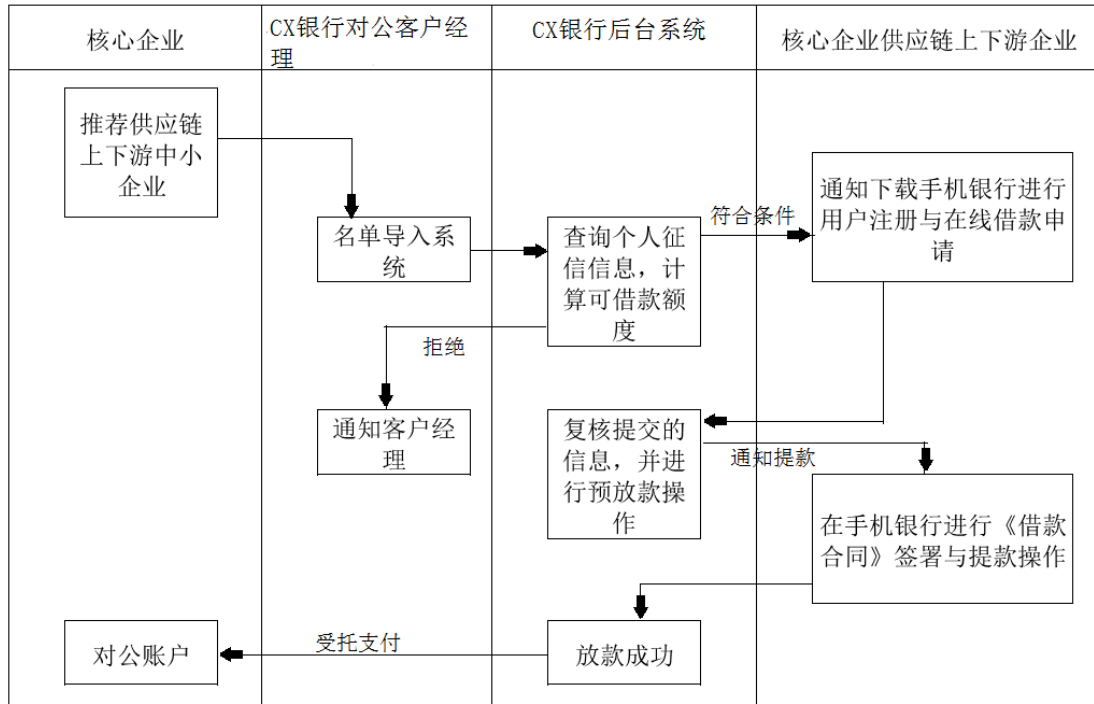 核心企业
CX银行对公客户经
理
CX银行后台系统
核心企业供应链上下游企业
推荐供应链
上下游中小
企业
名单导入系
统
查询个人征
信信息，计
算可借款额
度
符合条件
通知下载手机银行进行
用户注册与在线借款申
请
拒绝
通知客户经
理
复核提交的
信息，并进
行预放款操
作
通知提款
在手机银行进行《借款
合同》签署与提款操作
对公账户
受托支付
放款成功